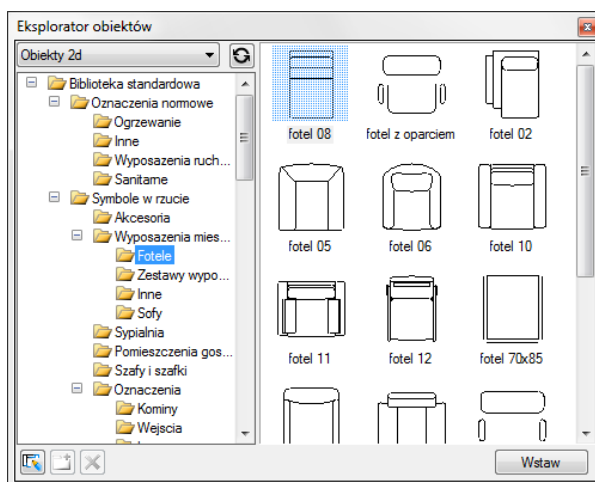 Eksplorator obiektów
Obiekty 2d
Biblioteka standardowa
Oznaczenia normowe
Ogrzewanie
Inne
Wyposażenia ruch...
Sanitarne
Symbole w rzucie
Akcesoria
Wyposażenia mies...
Fotele
Zestawy wypo...
Inne
Sofy
Sypialnia
Pomieszczenia gos...
Szafy i szafki
Oznaczenia
Kominy
Wejscia
fotel 08 fotel z oparciem fotel 02
fotel 05 fotel 06 fotel 10
fotel 11 fotel 12 fotel 70x85
Wstaw